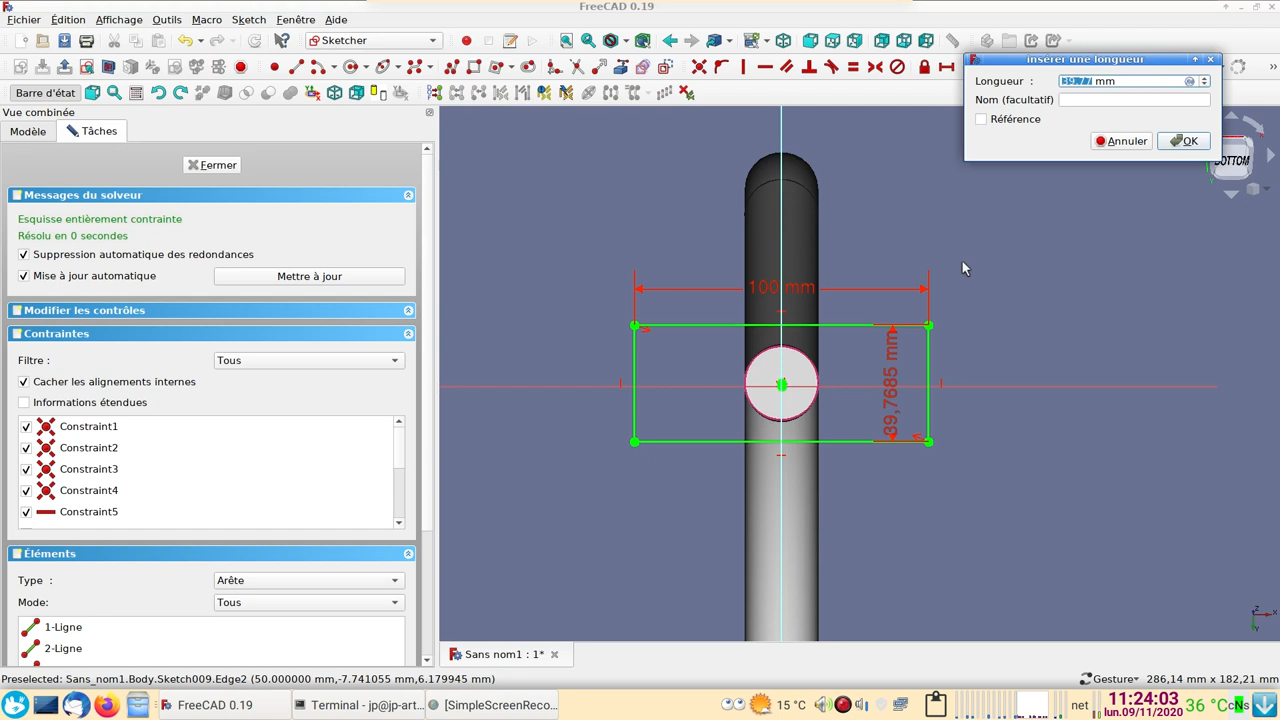 FreeCAD 0.19
Fichier Édition Affichage Outils Macro Sketch Fenêtre Aide
Sketcher
Barre d'état
insérer une longueur
Longueur : 39,77 mm
Nom (facultatif)
Référence
Annuler OK
Vue combinée
Modèle Tâches
Fermer
Messages du solveur
Esquisse entièrement contrainte
Résolu en 0 secondes
Suppression automatique des redondances
Mise à jour automatique Mettre à jour
Modifier les contrôles
Contraintes
Filtre : Tous
Cacher les alignements internes
Informations étendues
Constraint1
Constraint2
Constraint3
Constraint4
Constraint5
Éléments
Type : Arête
Mode: Tous
1-Ligne
2-Ligne
BOTTOM
100 mm
39,7685 mm
Sans nom1 : 1*
Preselected: Sans_nom1.Body.Sketch009.Edge2 (50.000000 mm,-7.741055 mm,6.179945 mm) Gesture 286,14 mm x 182,21 mm
FreeCAD 0.19 Terminal - jp@jp-art... [SimpleScreenReco... 15 °C net 11:24:03 lun.09/11/2020 36 °C cNs